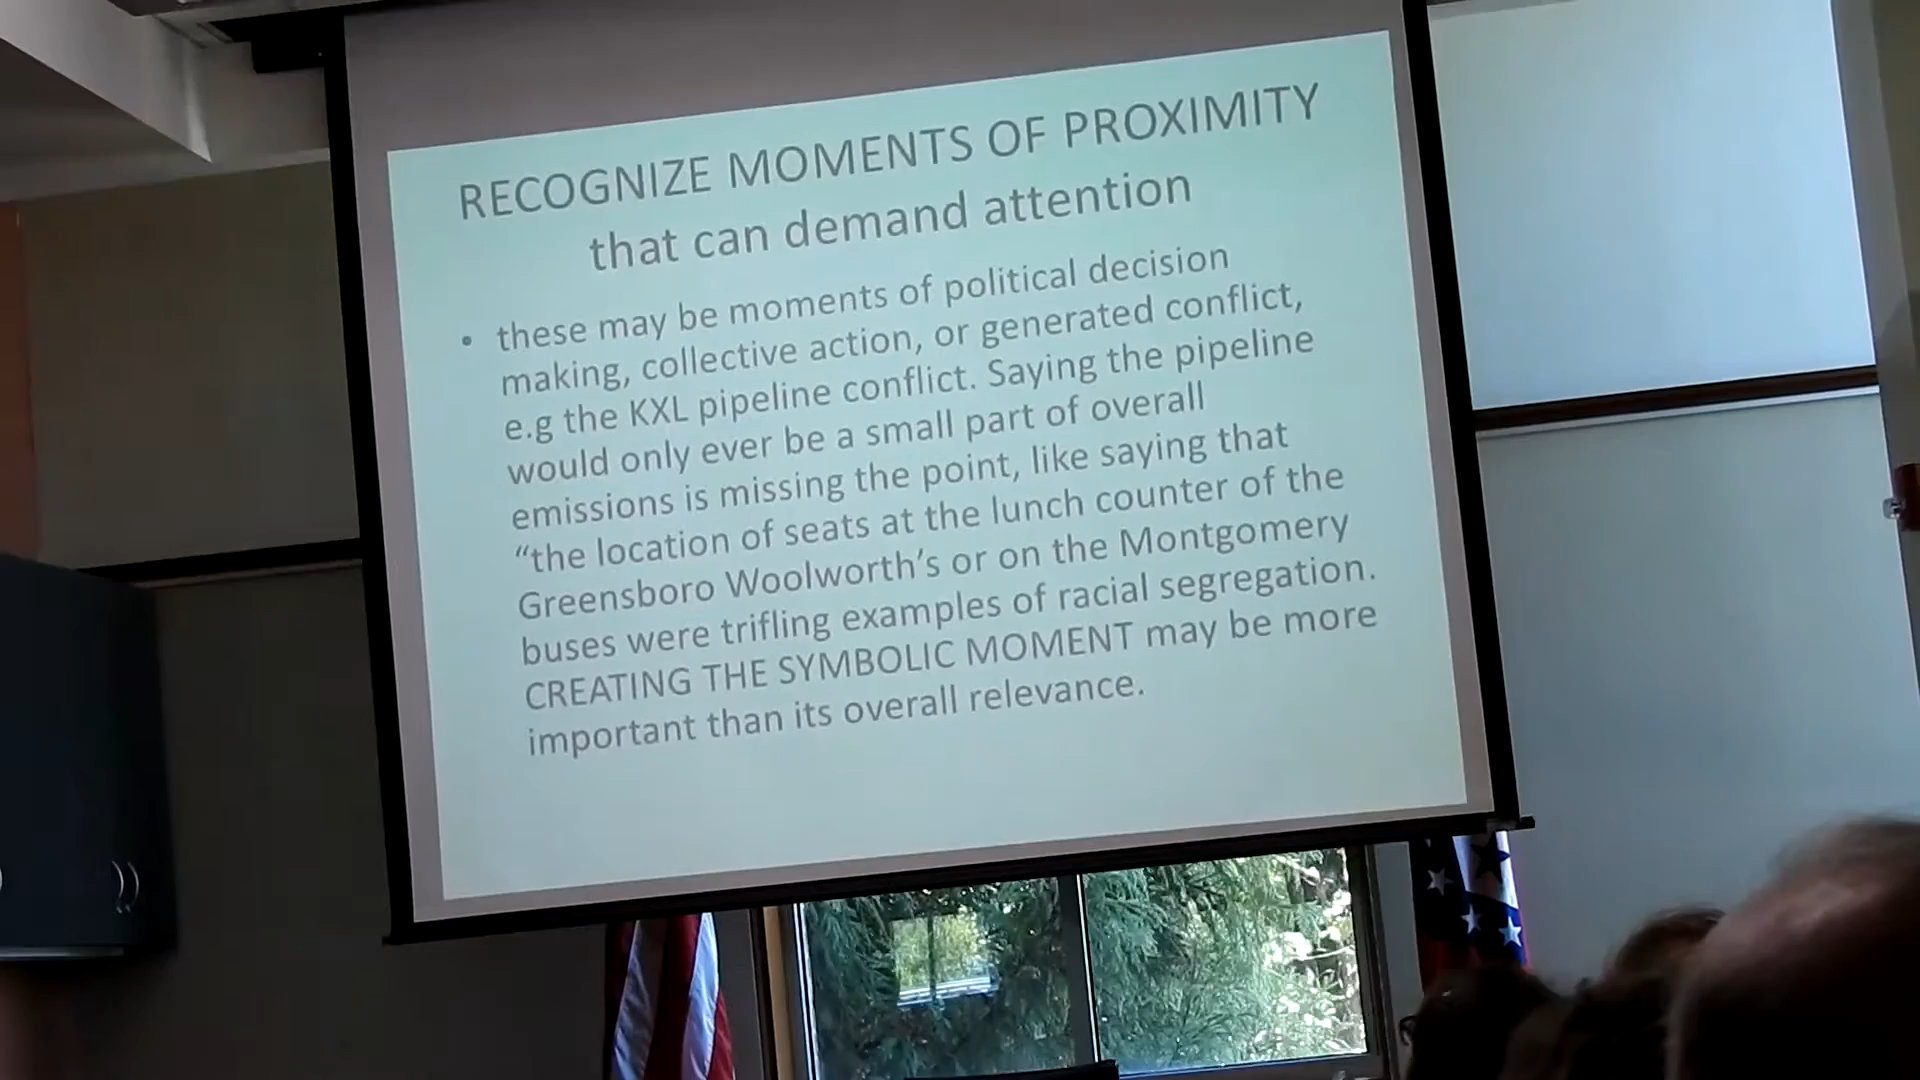 RECOGNIZE MOMENTS OF PROXIMITY
that can demand attention
• these may be moments of political decision
making, collective action, or generated conflict,
e.g the KXL pipeline conflict. Saying the pipeline
would only ever be a small part of overall
emissions is missing the point, like saying that
“the location of seats at the lunch counter of the
Greensboro Woolworth’s or on the Montgomery
buses were trifling examples of racial segregation.
CREATING THE SYMBOLIC MOMENT may be more
important than its overall relevance.